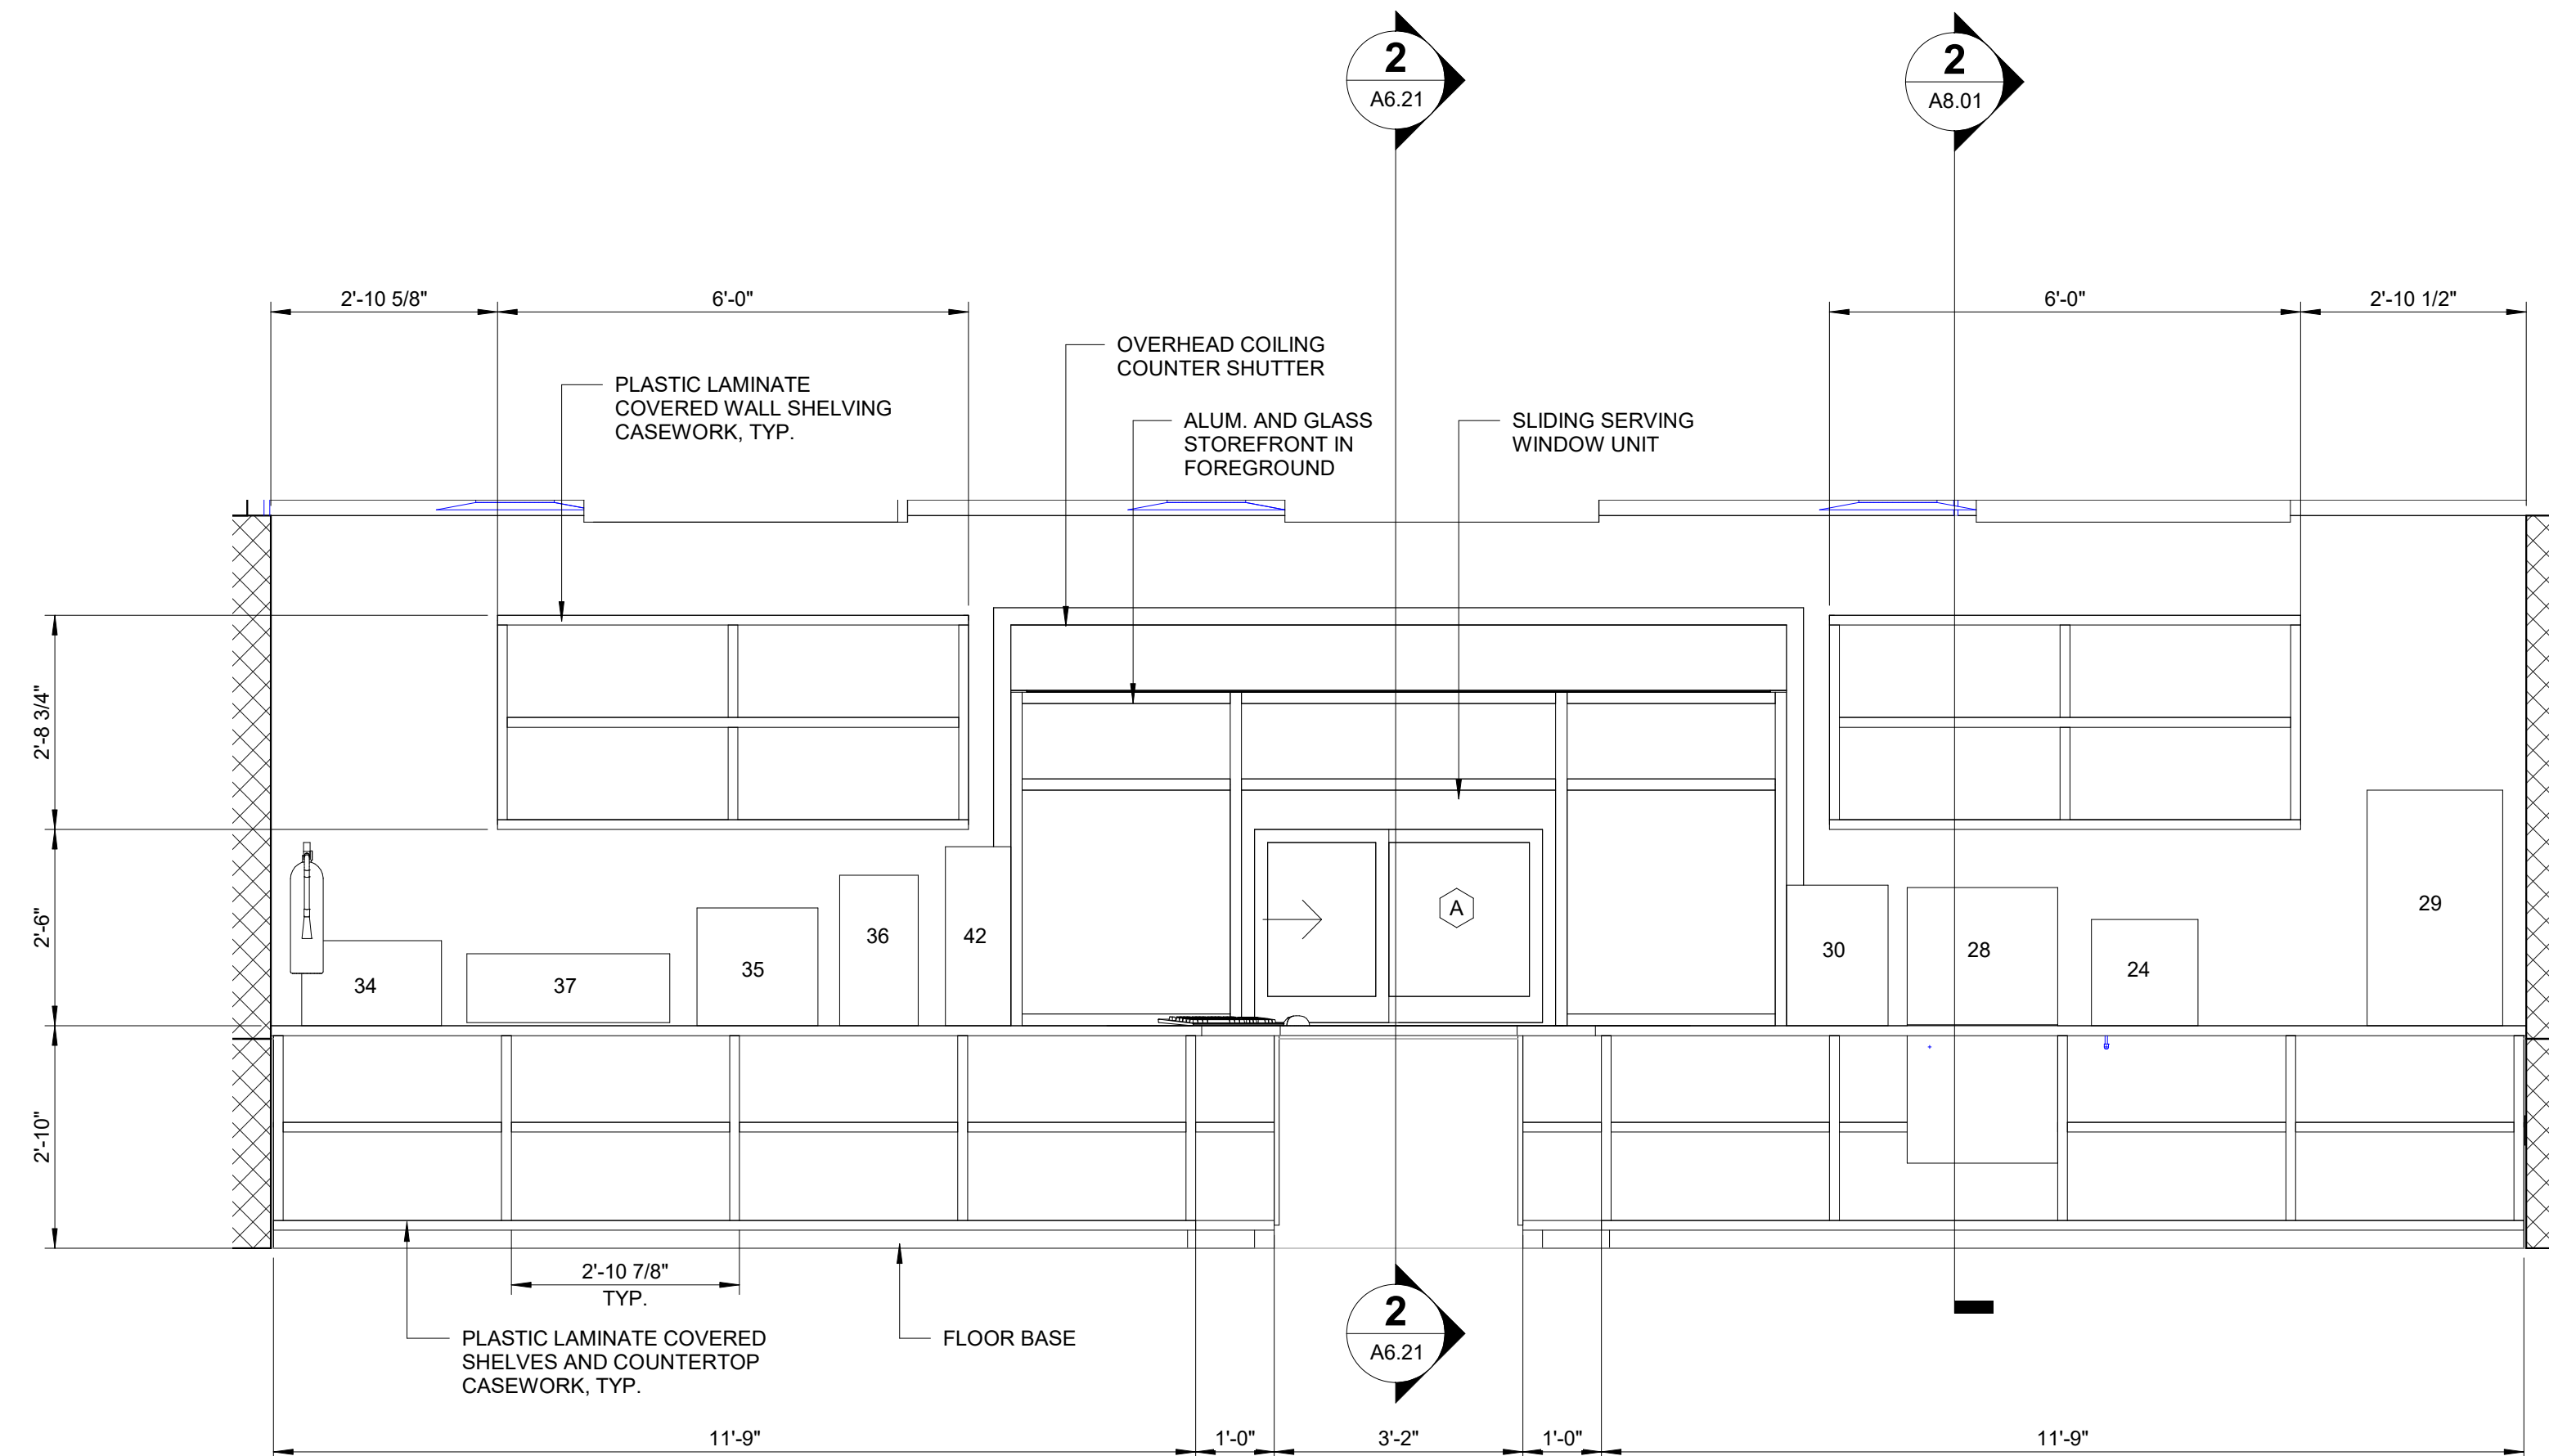 2
A6.21
2
A8.01
2'-10 5/8"
6'-0"
6'-0"
2'-10 1/2"
OVERHEAD COILING
COUNTER SHUTTER
PLASTIC LAMINATE
COVERED WALL SHELVING
CASEWORK, TYP.
ALUM. AND GLASS
STOREFRONT IN
FOREGROUND
SLIDING SERVING
WINDOW UNIT
2'-8 3/4"
2'-6"
2'-10"
34
37
35
36
42
A
30
28
24
29
2'-10 7/8"
TYP.
PLASTIC LAMINATE COVERED
SHELVES AND COUNTERTOP
CASEWORK, TYP.
FLOOR BASE
2
A6.21
11'-9"
1'-0"
3'-2"
1'-0"
11'-9"